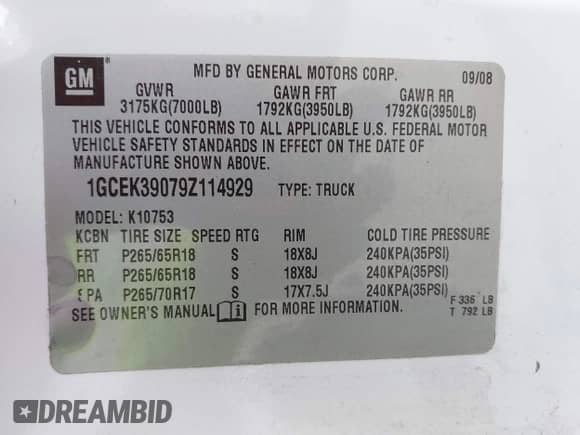 GM
MFD BY GENERAL MOTORS CORP. 09/08
GVWR GAWR FRT GAWR RR
3175KG(7000LB) 1792KG(3950LB) 1792KG(3950LB)
THIS VEHICLE CONFORMS TO ALL APPLICABLE U.S. FEDERAL MOTOR
VEHICLE SAFETY STANDARDS IN EFFECT ON THE DATE OF
MANUFACTURE SHOWN ABOVE.
1GCEK39079Z114929 TYPE: TRUCK
MODEL: K10753
KCBN TIRE SIZE SPEED RTG RIM COLD TIRE PRESSURE
FRT P265/65R18 S 18X8J 240KPA(35PSI)
RR P265/65R18 S 18X8J 240KPA(35PSI)
SPA P265/70R17 S 17X7.5J 240KPA(35PSI)
SEE OWNER'S MANUAL FOR MORE INFORMATION.
F 336 LB
T 792 LB
DREAMBID